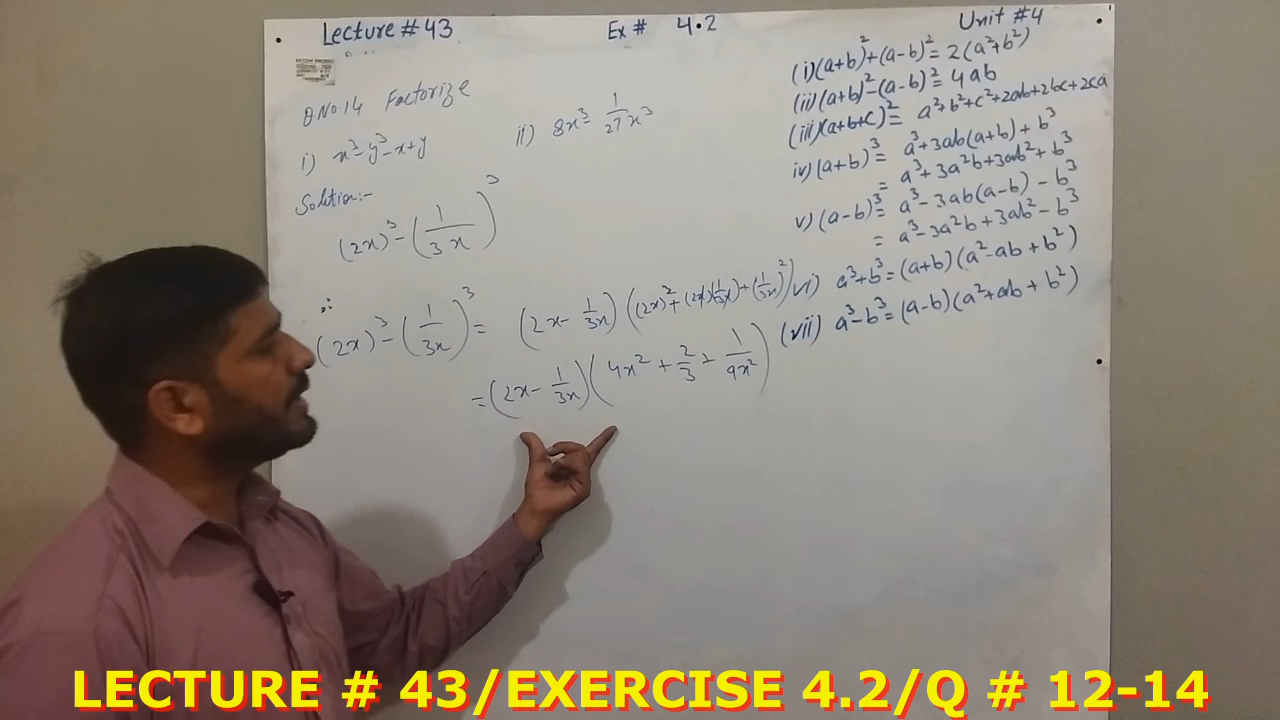 Lecture #43 Ex# 4.2 Unit #4
Q.No.14 Factorize
i) x³-y³-x+y ii) 8x³- 1/27x³
Solution:-
(2x)³-(1/3x)³
∴
(2x)³-(1/3x)³ = (2x-1/3x)((2x)²+(2x)(1/3x)+(1/3x)²)
=(2x-1/3x)(4x²+2/3+1/9x²)
(i)(a+b)²+(a-b)²=2(a²+b²)
(ii)(a+b)²-(a-b)²=4ab
(iii)(a+b+c)²= a²+b²+c²+2ab+2bc+2ca
iv)(a+b)³= a³+3ab(a+b)+b³
= a³+3a²b+3ab²+b³
v)(a-b)³= a³-3ab(a-b)-b³
= a³-3a²b+3ab²-b³
vi) a³+b³=(a+b)(a²-ab+b²)
(vii) a³-b³=(a-b)(a²+ab+b²)
LECTURE # 43/EXERCISE 4.2/Q # 12-14